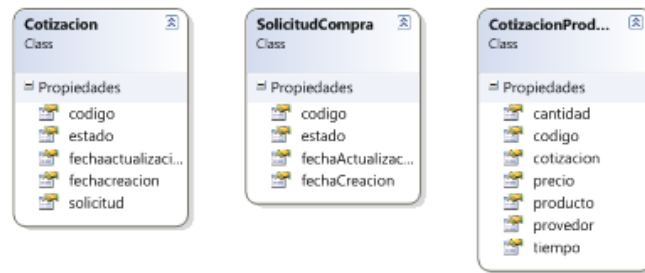 Cotizacion
Class
Propiedades
codigo
estado
fechaactualizaci...
fechacreacion
solicitud
SolicitudCompra
Class
Propiedades
codigo
estado
fechaActualizac...
fechaCreacion
CotizacionProd...
Class
Propiedades
cantidad
codigo
cotizacion
precio
producto
provedor
tiempo